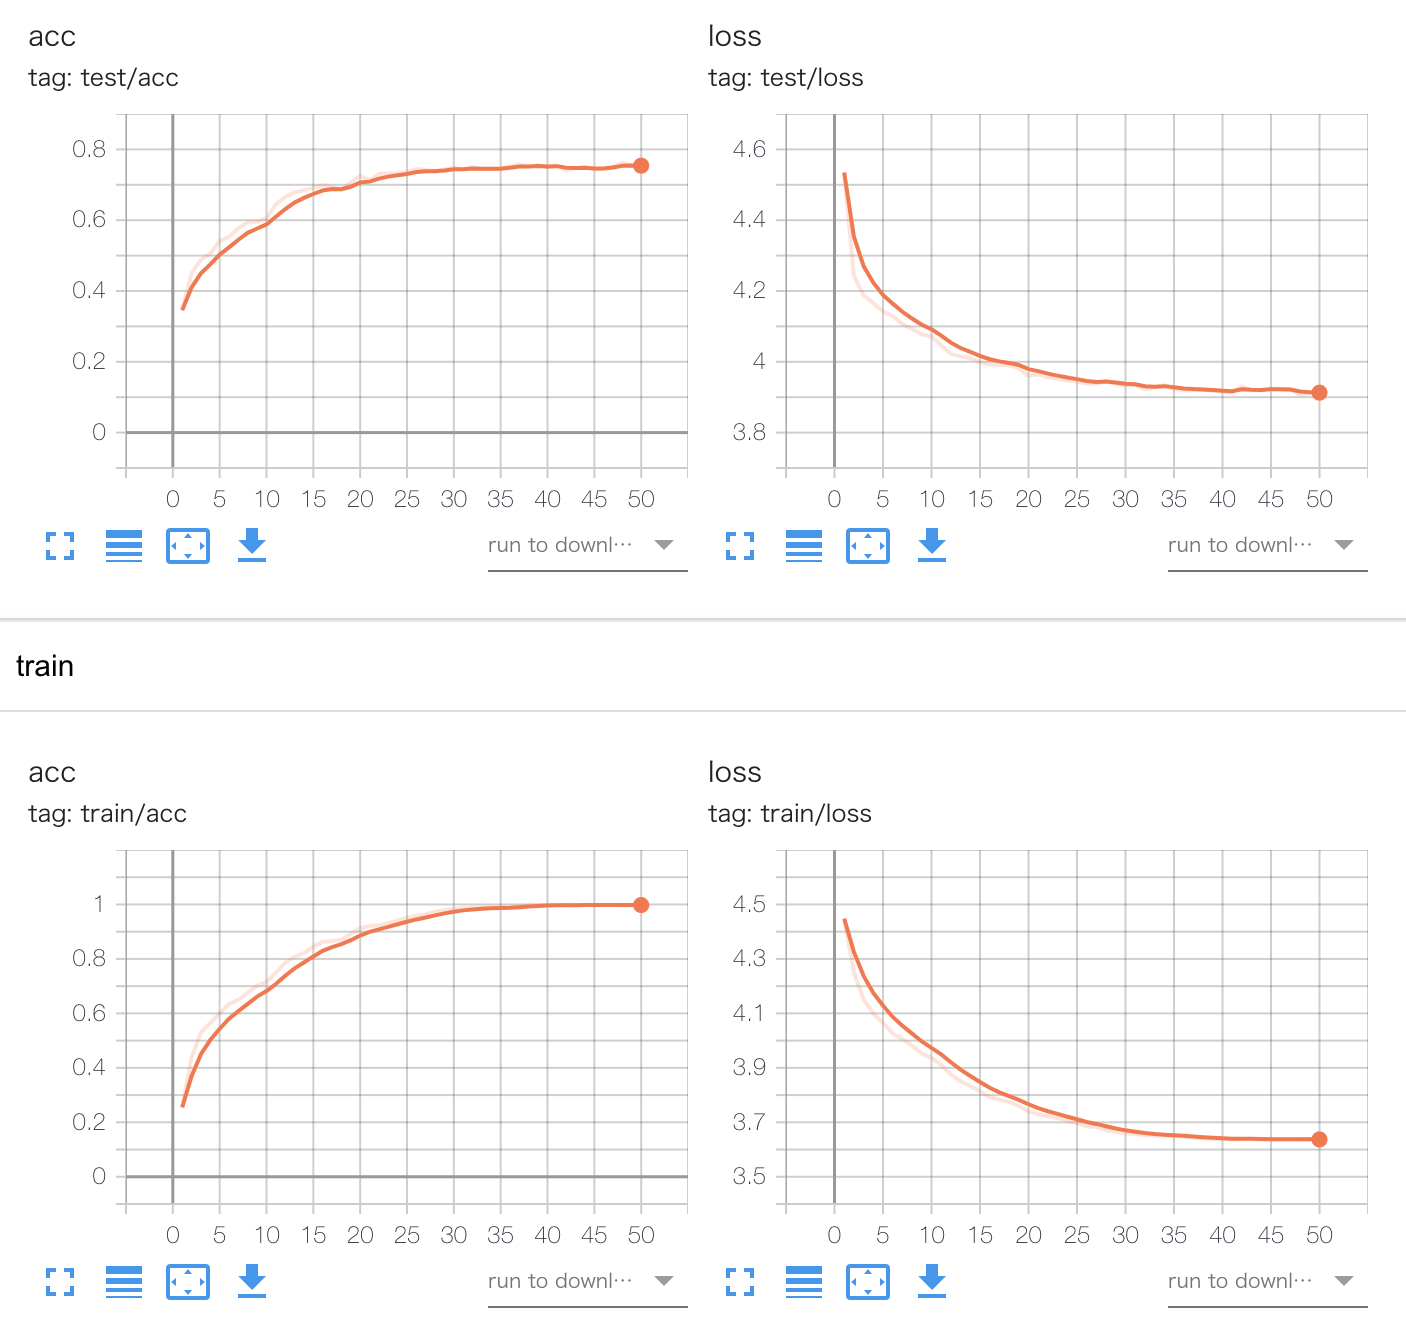 acc
tag: test/acc
0.8
0.6
0.4
0.2
0
0 5 10 15 20 25 30 35 40 45 50
run to downl…
loss
tag: test/loss
4.6
4.4
4.2
4
3.8
0 5 10 15 20 25 30 35 40 45 50
run to downl…
train
acc
tag: train/acc
1
0.8
0.6
0.4
0.2
0
0 5 10 15 20 25 30 35 40 45 50
run to downl…
loss
tag: train/loss
4.5
4.3
4.1
3.9
3.7
3.5
0 5 10 15 20 25 30 35 40 45 50
run to downl…